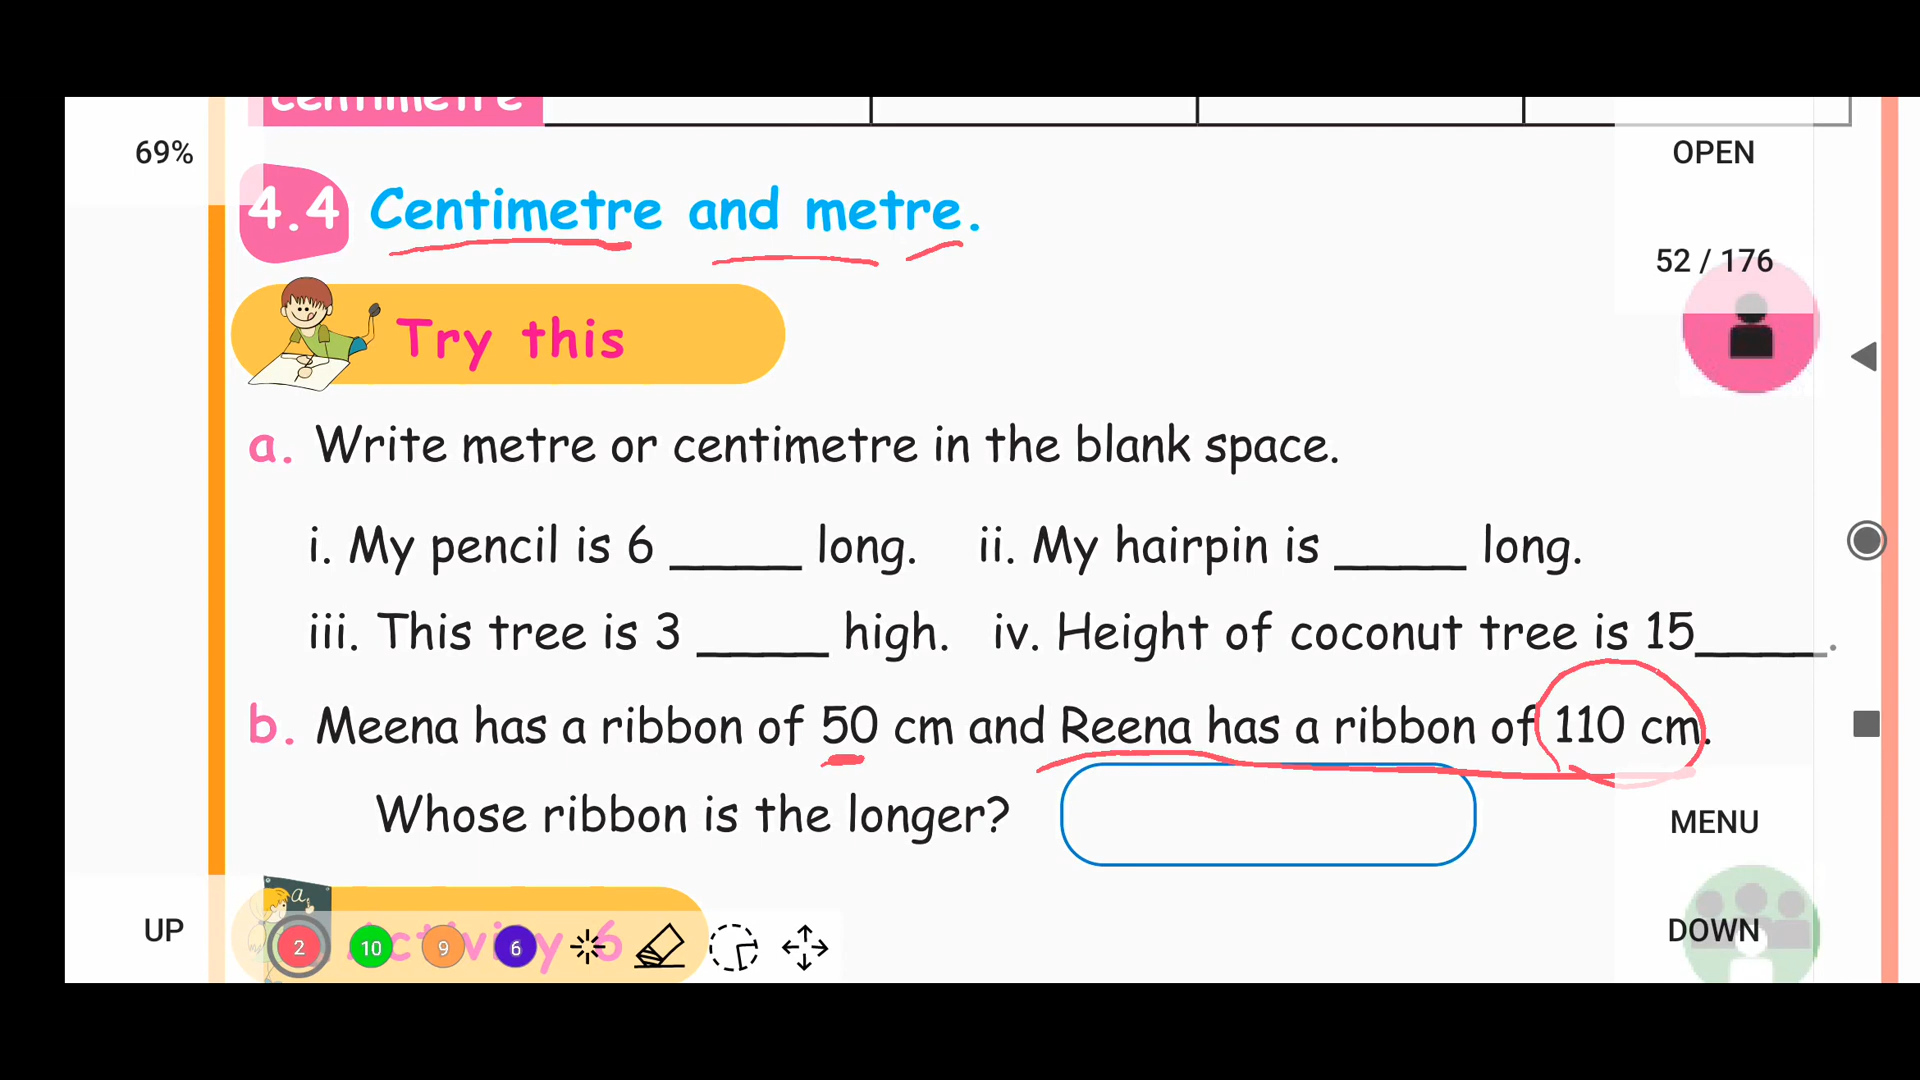 centimetre
69%
OPEN
4.4 Centimetre and metre.
52 / 176
Try this
a. Write metre or centimetre in the blank space.
i. My pencil is 6 _____ long. ii. My hairpin is _____ long.
iii. This tree is 3 _____ high. iv. Height of coconut tree is 15_____.
b. Meena has a ribbon of 50 cm and Reena has a ribbon of 110 cm.
Whose ribbon is the longer?
MENU
UP
Activity 6
2 10 9 6
DOWN